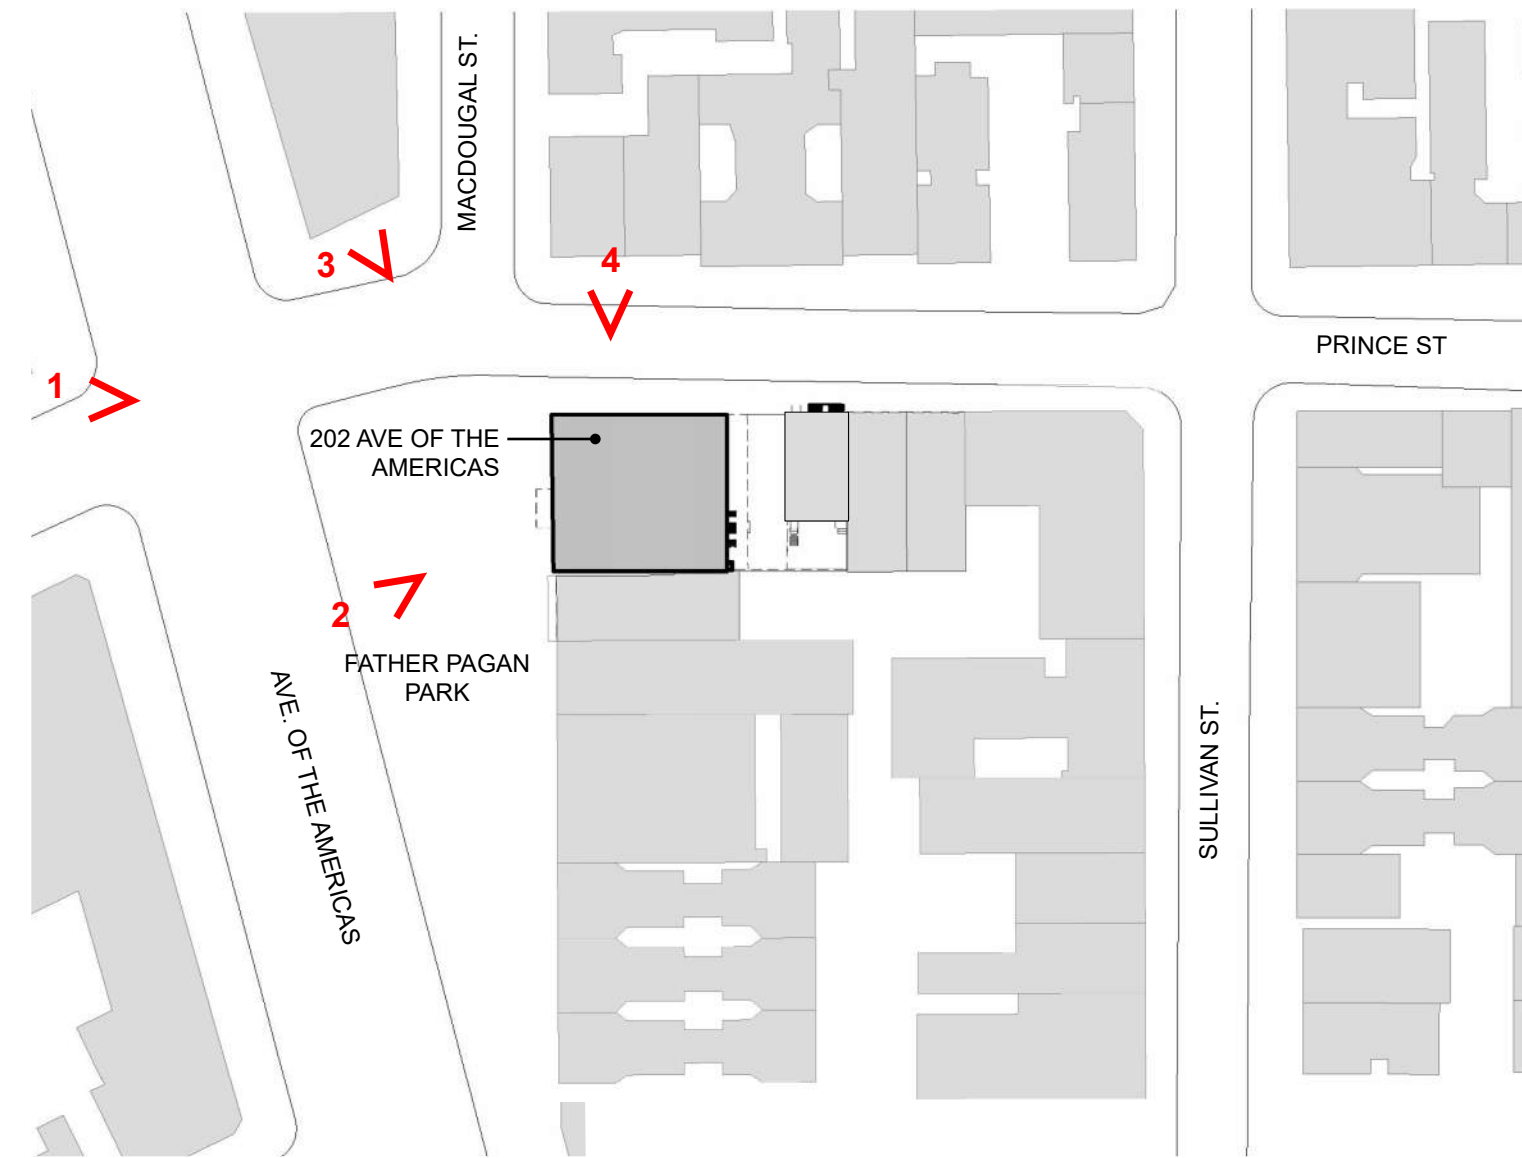 MACDOUGAL ST.
3
4
PRINCE ST
1
202 AVE OF THE
AMERICAS
2
FATHER PAGAN
PARK
AVE. OF THE AMERICAS
SULLIVAN ST.